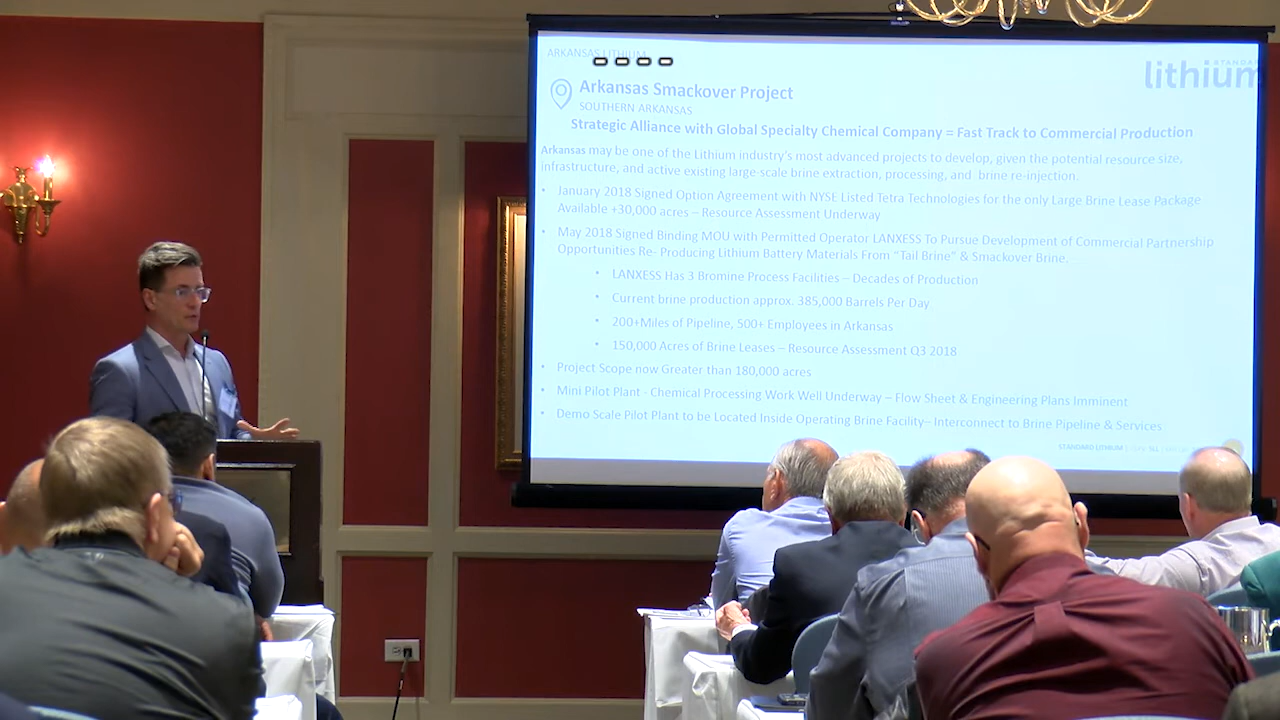 ARKANSAS LITHIUM
STANDARD
lithium
Arkansas Smackover Project
SOUTHERN ARKANSAS
Strategic Alliance with Global Specialty Chemical Company = Fast Track to Commercial Production
Arkansas may be one of the Lithium industry's most advanced projects to develop, given the potential resource size,
infrastructure, and active existing large-scale brine extraction, processing, and brine re-injection.
• January 2018 Signed Option Agreement with NYSE Listed Tetra Technologies for the only Large Brine Lease Package
Available +30,000 acres – Resource Assessment Underway
• May 2018 Signed Binding MOU with Permitted Operator LANXESS To Pursue Development of Commercial Partnership
Opportunities Re- Producing Lithium Battery Materials From "Tail Brine" & Smackover Brine.
• LANXESS Has 3 Bromine Process Facilities – Decades of Production
• Current brine production approx. 385,000 Barrels Per Day
• 200+Miles of Pipeline, 500+ Employees in Arkansas
• 150,000 Acres of Brine Leases – Resource Assessment Q3 2018
• Project Scope now Greater than 180,000 acres
• Mini Pilot Plant - Chemical Processing Work Well Underway – Flow Sheet & Engineering Plans Imminent
• Demo Scale Pilot Plant to be Located Inside Operating Brine Facility– Interconnect to Brine Pipeline & Services
STANDARD LITHIUM